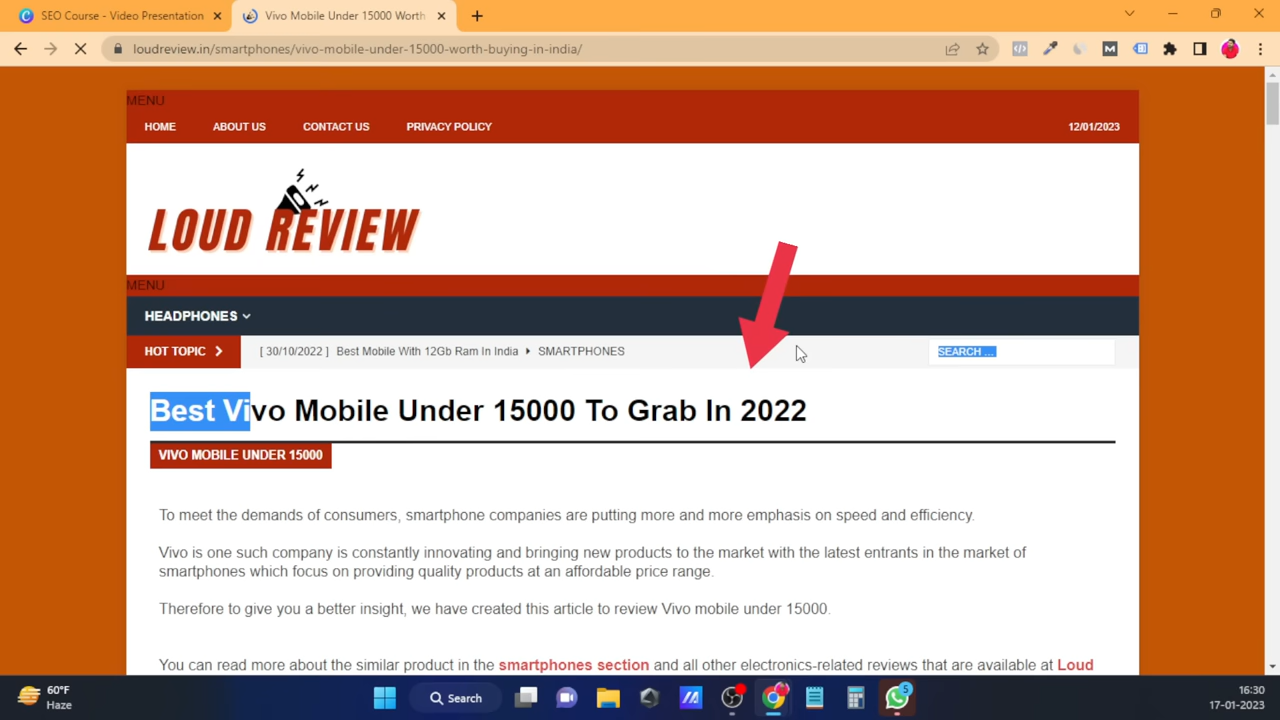 SEO Course - Video Presentation
Vivo Mobile Under 15000 Worth
loudreview.in/smartphones/vivo-mobile-under-15000-worth-buying-in-india/
MENU
HOME ABOUT US CONTACT US PRIVACY POLICY 12/01/2023
LOUD REVIEW
MENU
HEADPHONES
HOT TOPIC [ 30/10/2022 ] Best Mobile With 12Gb Ram In India SMARTPHONES SEARCH ...
Best Vivo Mobile Under 15000 To Grab In 2022
VIVO MOBILE UNDER 15000
To meet the demands of consumers, smartphone companies are putting more and more emphasis on speed and efficiency.
Vivo is one such company is constantly innovating and bringing new products to the market with the latest entrants in the market of
smartphones which focus on providing quality products at an affordable price range.
Therefore to give you a better insight, we have created this article to review Vivo mobile under 15000.
You can read more about the similar product in the smartphones section and all other electronics-related reviews that are available at Loud
60°F
Haze
Search
5
16:30
17-01-2023